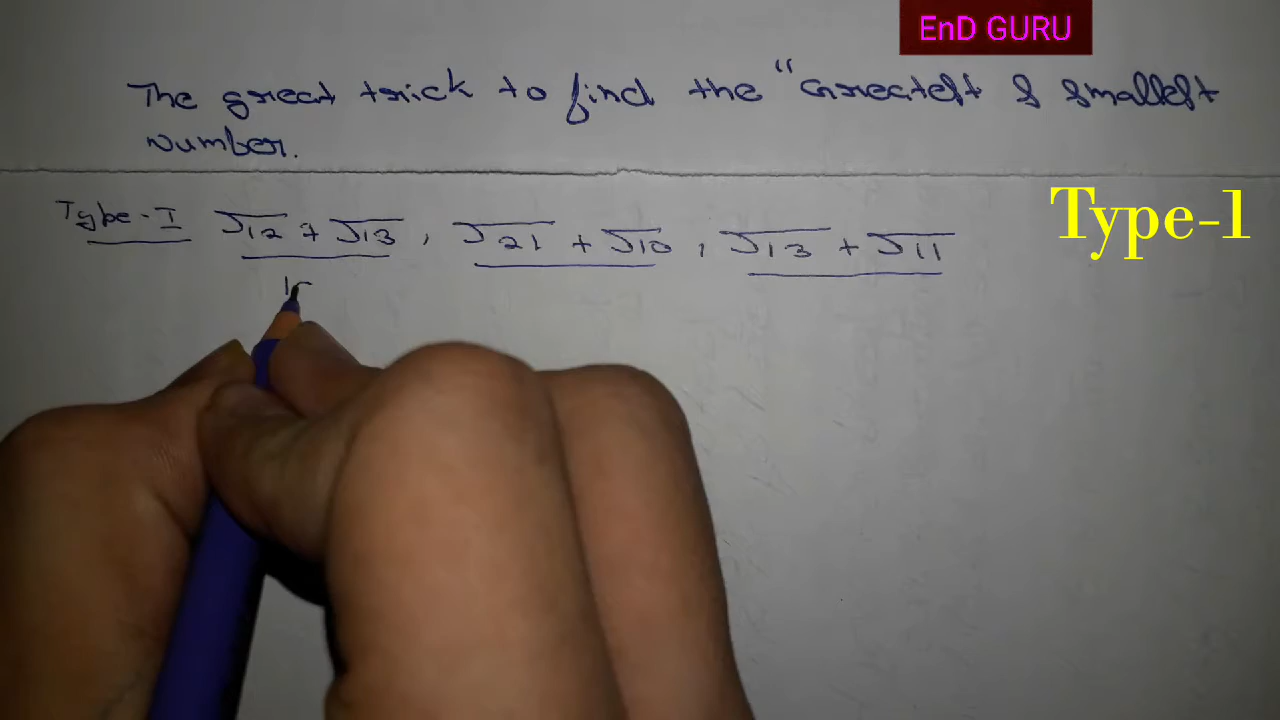 EnD GURU
The great trick to find the "Greatest & smallest
number.
Type-I √12 + √13 , √21 + √10 , √13 + √11
Type-1